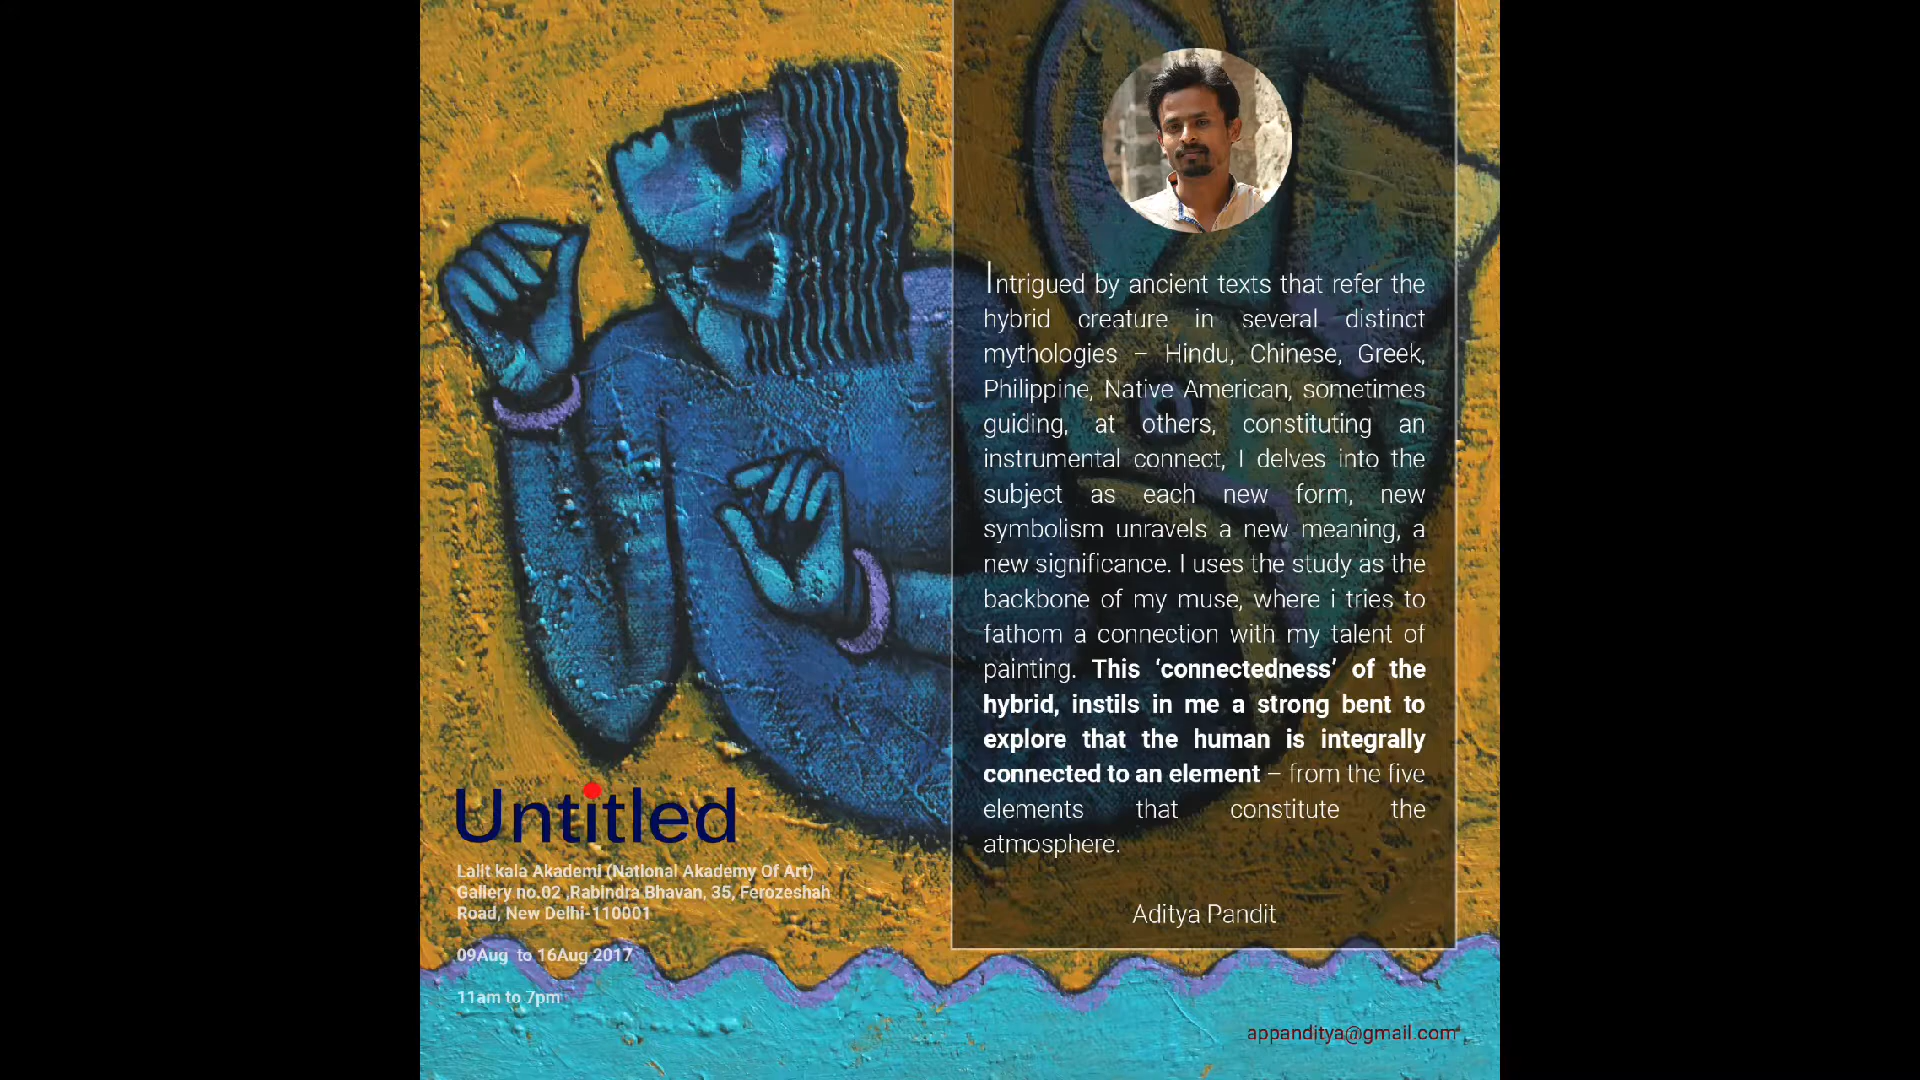 Intrigued by ancient texts that refer the
hybrid creature in several distinct
mythologies – Hindu, Chinese, Greek,
Philippine, Native American, sometimes
guiding, at others, constituting an
instrumental connect, I delves into the
subject as each new form, new
symbolism unravels a new meaning, a
new significance. I uses the study as the
backbone of my muse, where i tries to
fathom a connection with my talent of
painting. This ‘connectedness’ of the
hybrid, instils in me a strong bent to
explore that the human is integrally
connected to an element – from the five
elements that constitute the
atmosphere.
Aditya Pandit
Untitled
Lalit kala Akademi (National Akademy Of Art)
Gallery no.02 ,Rabindra Bhavan, 35, Ferozeshah
Road, New Delhi-110001
09Aug to 16Aug 2017
11am to 7pm
appanditya@gmail.com